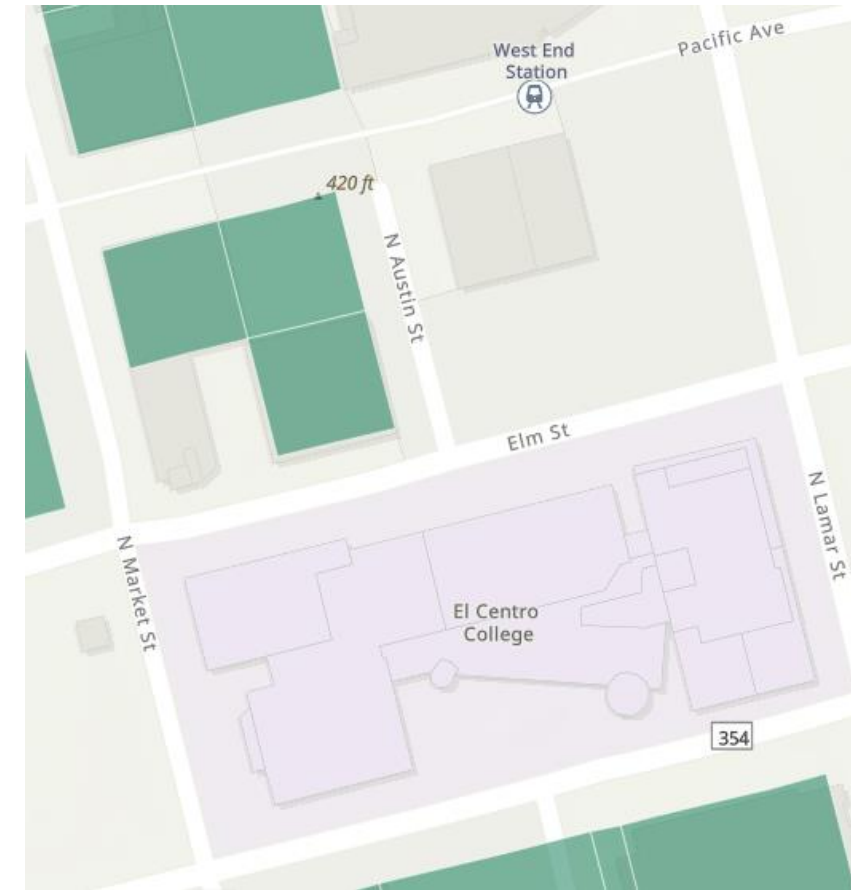 West End
Station
Pacific Ave
420 ft
N Austin St
Elm St
N Lamar St
N Market St
El Centro
College
354